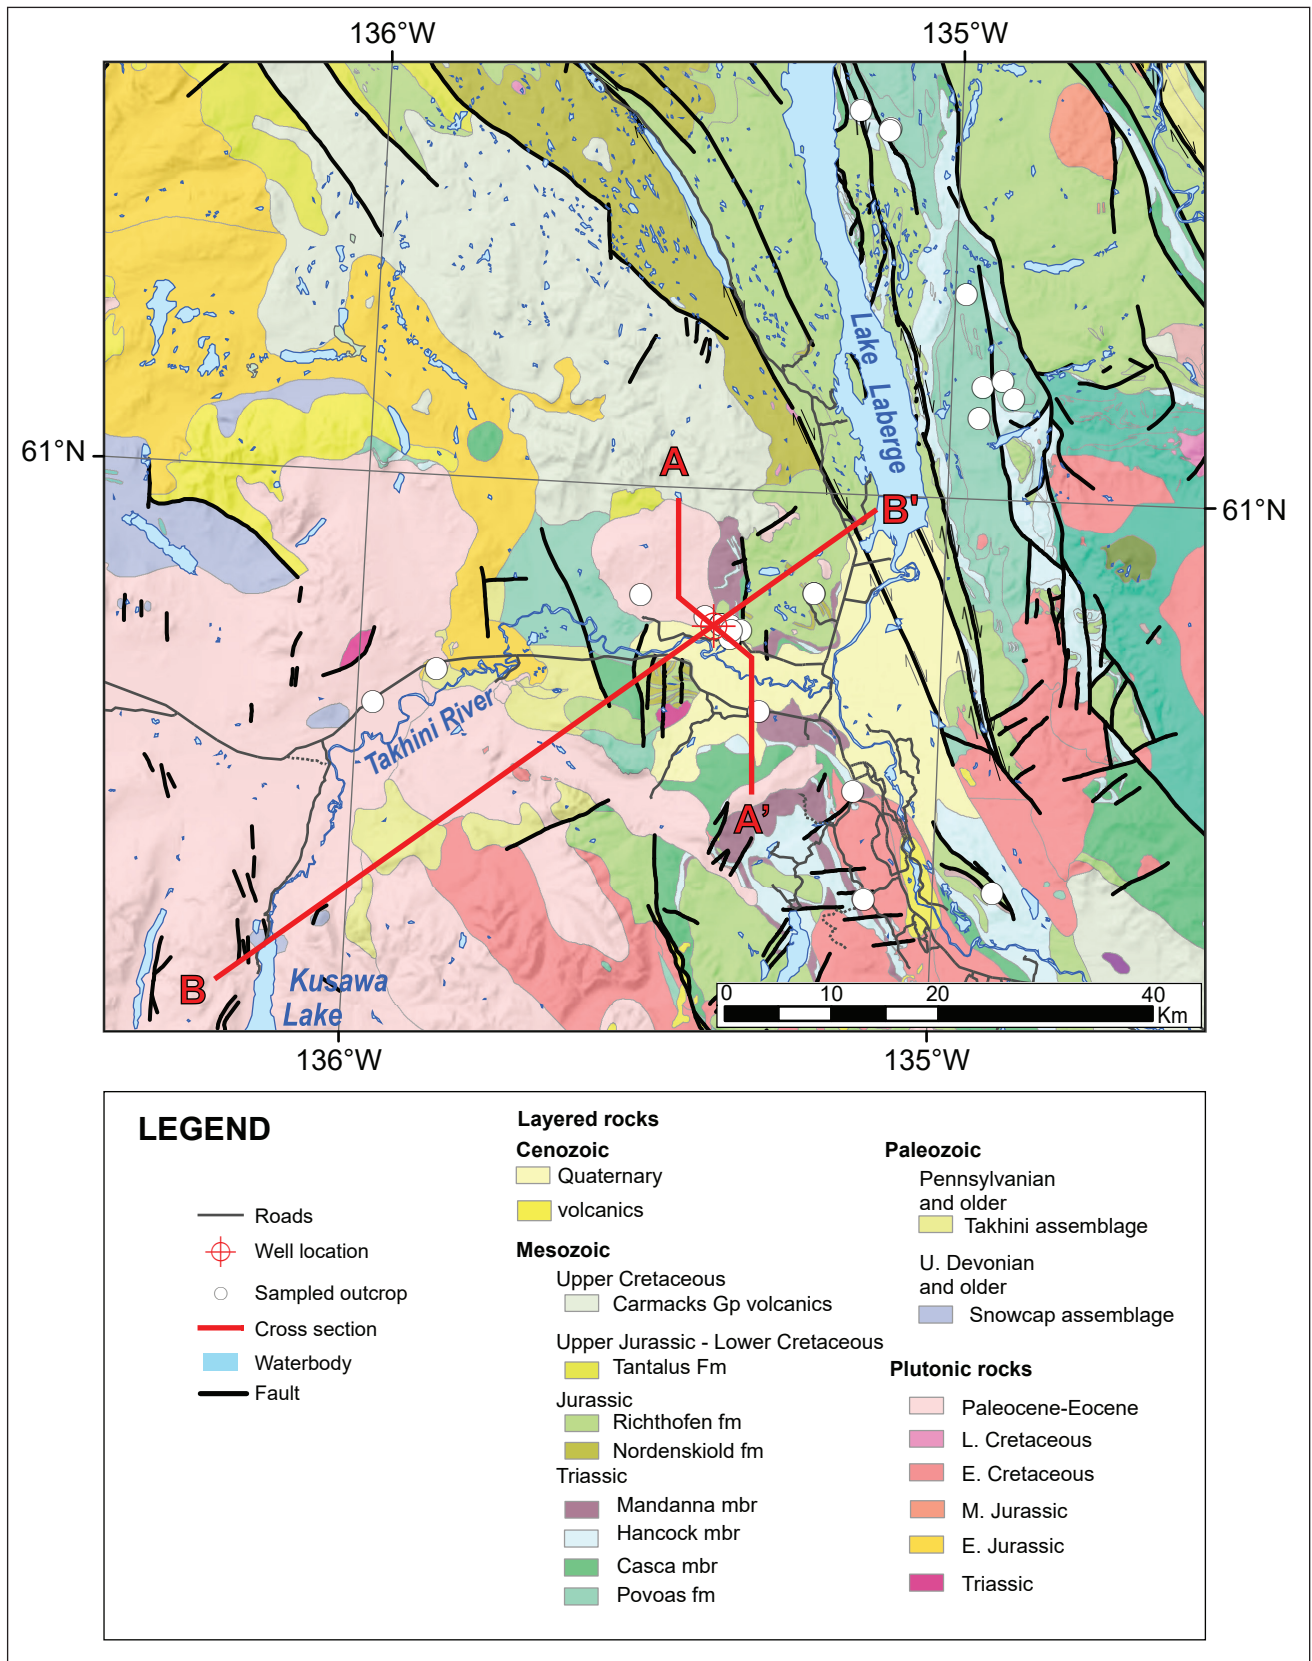 136°W
135°W
61°N
61°N
Lake Laberge
A
B'
Takhini River
A’
B
Kusawa
Lake
0
10
20
40
Km
136°W
135°W
LEGEND
Roads
Well location
Sampled outcrop
Cross section
Waterbody
Fault
Layered rocks
Cenozoic
Quaternary
volcanics
Mesozoic
Upper Cretaceous
Carmacks Gp volcanics
Upper Jurassic - Lower Cretaceous
Tantalus Fm
Jurassic
Richthofen fm
Nordenskiold fm
Triassic
Mandanna mbr
Hancock mbr
Casca mbr
Povoas fm
Paleozoic
Pennsylvanian
and older
Takhini assemblage
U. Devonian
and older
Snowcap assemblage
Plutonic rocks
Paleocene-Eocene
L. Cretaceous
E. Cretaceous
M. Jurassic
E. Jurassic
Triassic